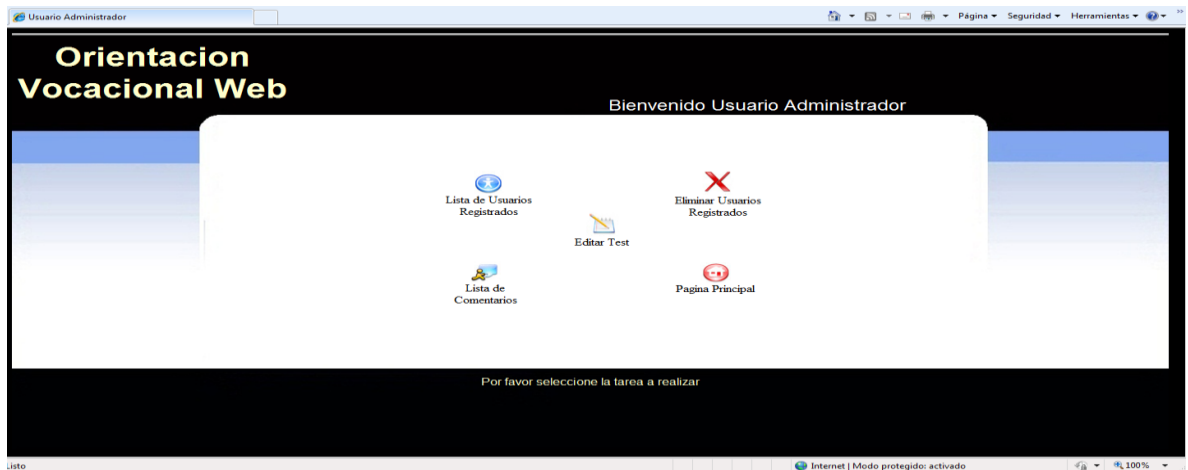 Usuario Administrador
Página Seguridad Herramientas
Orientacion
Vocacional Web
Bienvenido Usuario Administrador
Lista de Usuarios
Registrados
Eliminar Usuarios
Registrados
Editar Test
Lista de
Comentarios
Pagina Principal
Por favor seleccione la tarea a realizar
Listo
Internet | Modo protegido: activado
100%